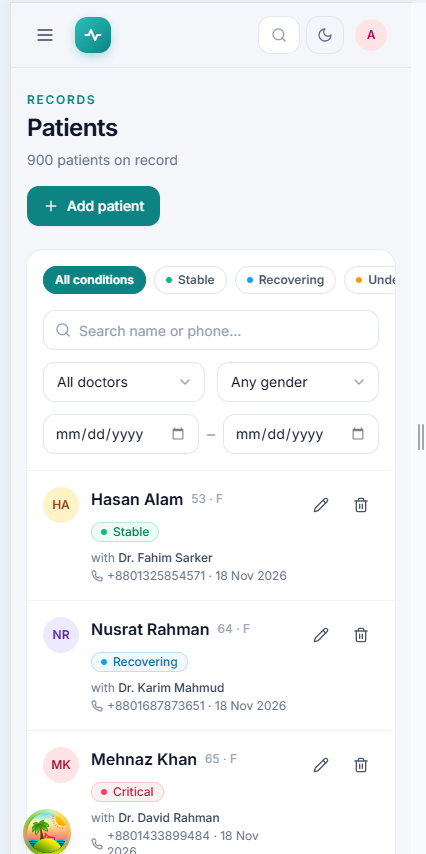 A
RECORDS
Patients
900 patients on record
+ Add patient
All conditions
Stable
Recovering
Search name or phone...
All doctors
Any gender
mm/dd/yyyy – mm/dd/yyyy
HA
Hasan Alam 53 · F
Stable
with Dr. Fahim Sarker
+8801325854571 · 18 Nov 2026
NR
Nusrat Rahman 64 · F
Recovering
with Dr. Karim Mahmud
+8801687873651 · 18 Nov 2026
MK
Mehnaz Khan 65 · F
Critical
with Dr. David Rahman
+8801433899484 · 18 Nov
2026